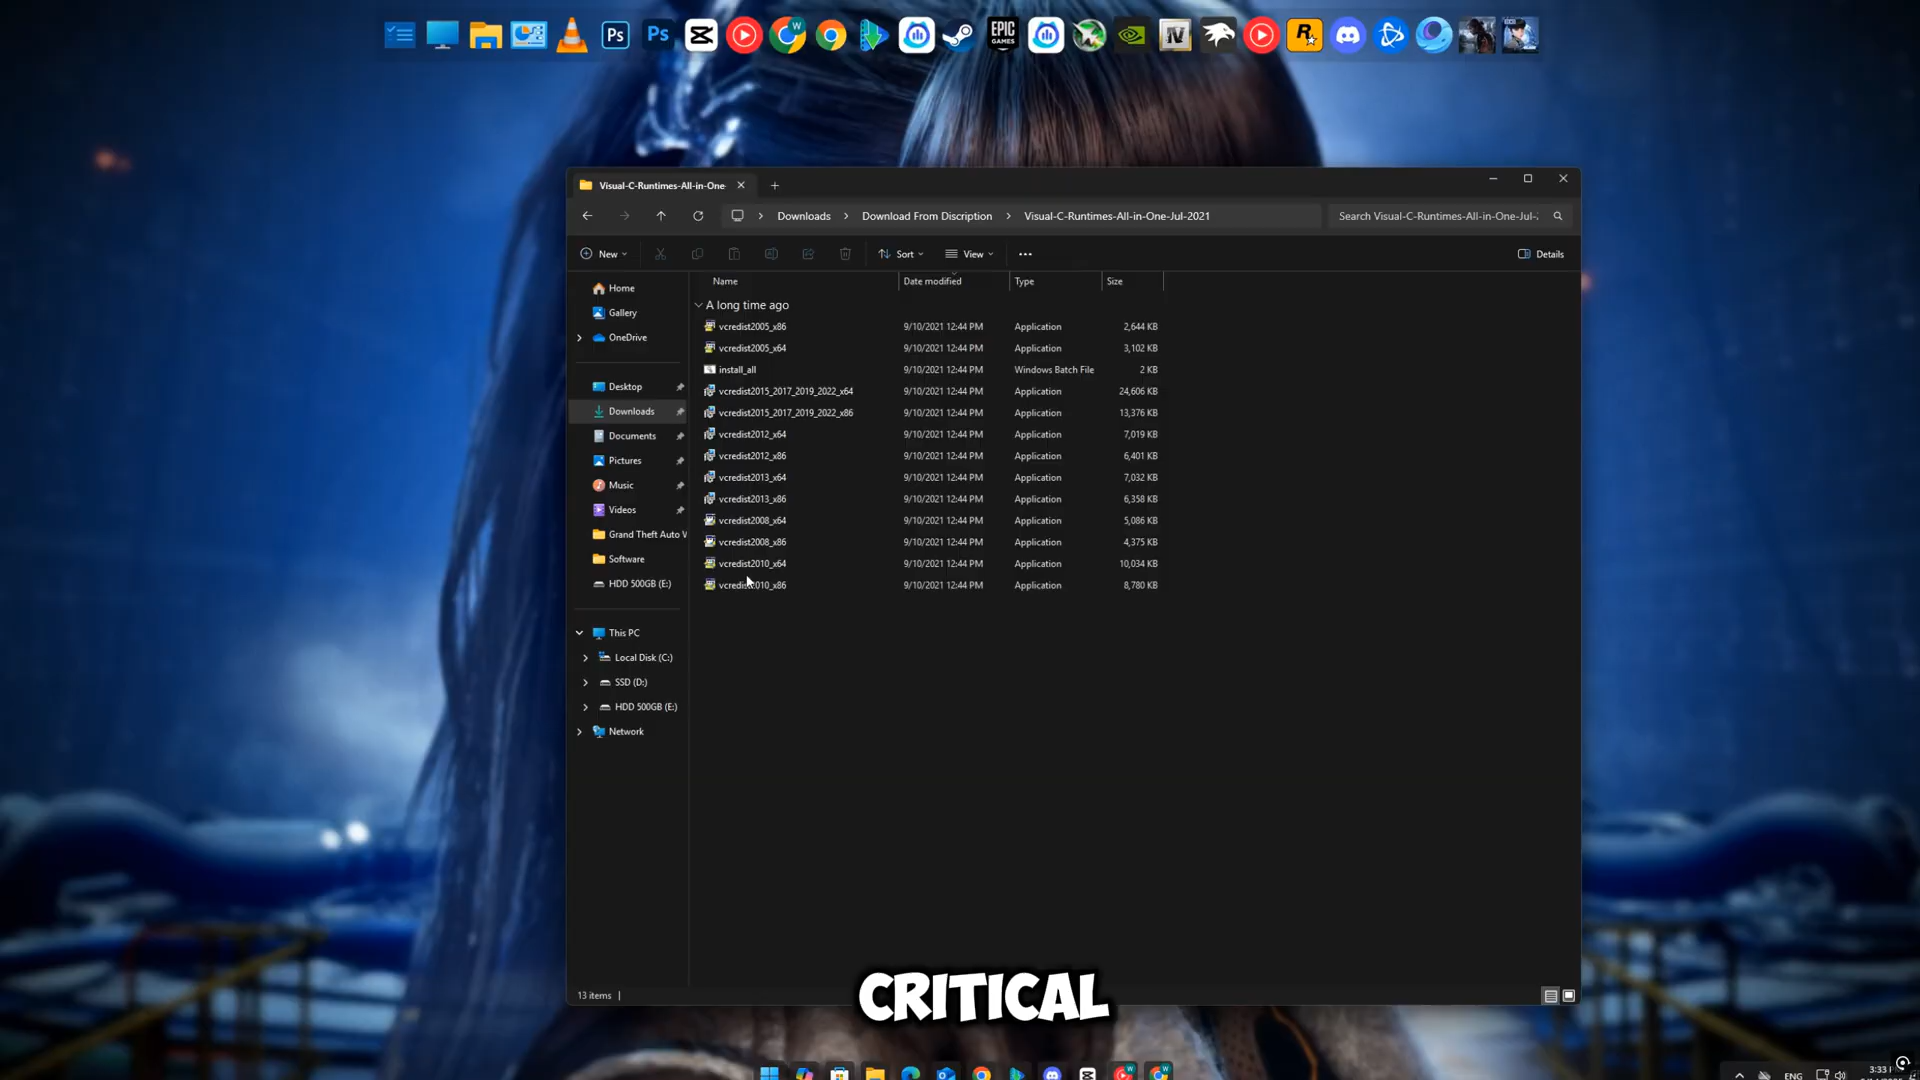 Ps
Ps
W
EPIC
GAMES
IV
R
Visual-C-Runtimes-All-in-One-
Downloads
Download From Discription
Visual-C-Runtimes-All-in-One-Jul-2021
Search Visual-C-Runtimes-All-in-One-Jul-
New
Sort
View
Details
Name Date modified Type Size
Home
Gallery
OneDrive
Desktop
Downloads
Documents
Pictures
Music
Videos
Grand Theft Auto V
Software
HDD 500GB (E:)
This PC
Local Disk (C:)
SSD (D:)
HDD 500GB (E:)
Network
A long time ago
vcredist2005_x86 9/10/2021 12:44 PM Application 2,644 KB
vcredist2005_x64 9/10/2021 12:44 PM Application 3,102 KB
install_all 9/10/2021 12:44 PM Windows Batch File 2 KB
vcredist2015_2017_2019_2022_x64 9/10/2021 12:44 PM Application 24,606 KB
vcredist2015_2017_2019_2022_x86 9/10/2021 12:44 PM Application 13,376 KB
vcredist2012_x64 9/10/2021 12:44 PM Application 7,019 KB
vcredist2012_x86 9/10/2021 12:44 PM Application 6,401 KB
vcredist2013_x64 9/10/2021 12:44 PM Application 7,032 KB
vcredist2013_x86 9/10/2021 12:44 PM Application 6,358 KB
vcredist2008_x64 9/10/2021 12:44 PM Application 5,086 KB
vcredist2008_x86 9/10/2021 12:44 PM Application 4,375 KB
vcredist2010_x64 9/10/2021 12:44 PM Application 10,034 KB
vcredist2010_x86 9/10/2021 12:44 PM Application 8,780 KB
13 items
CRITICAL
ENG
3:33